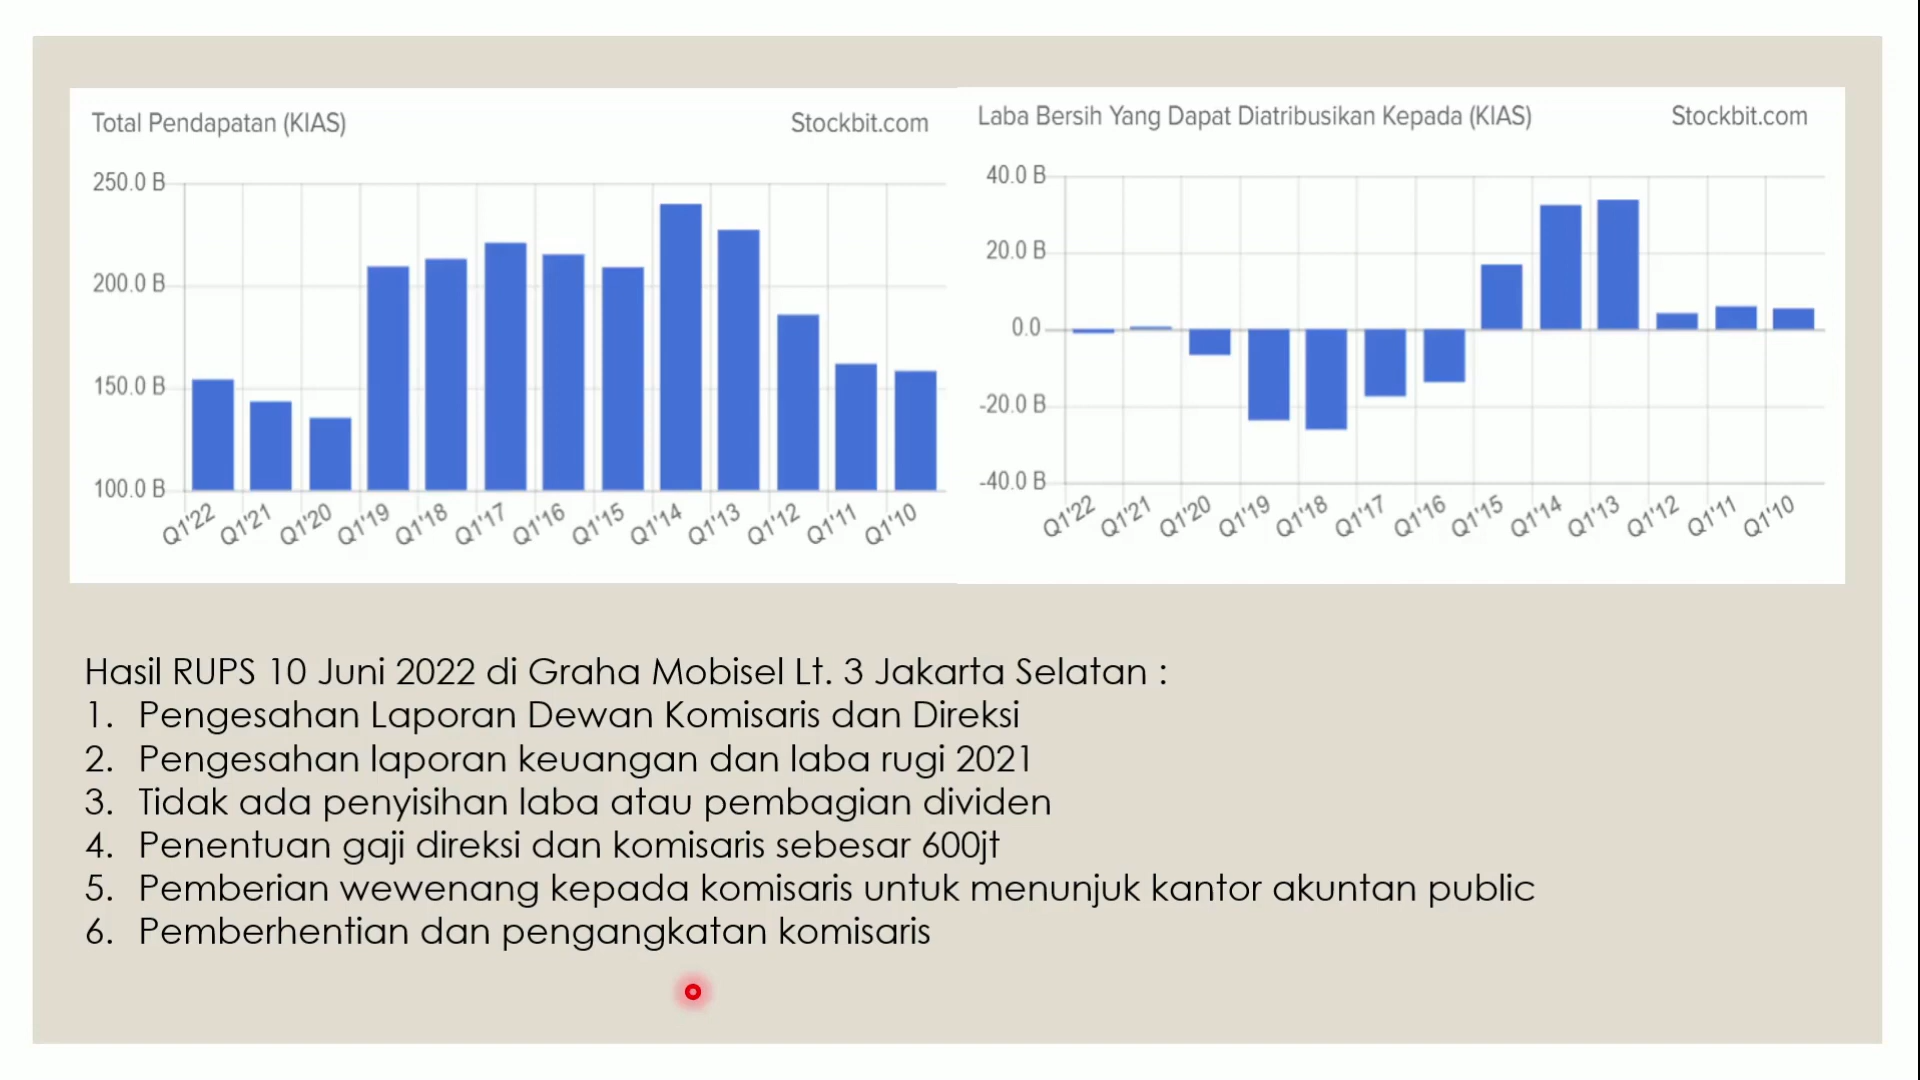 Total Pendapatan (KIAS)
Stockbit.com
250.0 B
200.0 B
150.0 B
100.0 B
Q1'22
Q1'21
Q1'20
Q1'19
Q1'18
Q1'17
Q1'16
Q1'15
Q1'14
Q1'13
Q1'12
Q1'11
Q1'10
Laba Bersih Yang Dapat Diatribusikan Kepada (KIAS)
Stockbit.com
40.0 B
20.0 B
0.0
-20.0 B
-40.0 B
Q1'22
Q1'21
Q1'20
Q1'19
Q1'18
Q1'17
Q1'16
Q1'15
Q1'14
Q1'13
Q1'12
Q1'11
Q1'10
Hasil RUPS 10 Juni 2022 di Graha Mobisel Lt. 3 Jakarta Selatan :
1. Pengesahan Laporan Dewan Komisaris dan Direksi
2. Pengesahan laporan keuangan dan laba rugi 2021
3. Tidak ada penyisihan laba atau pembagian dividen
4. Penentuan gaji direksi dan komisaris sebesar 600jt
5. Pemberian wewenang kepada komisaris untuk menunjuk kantor akuntan public
6. Pemberhentian dan pengangkatan komisaris